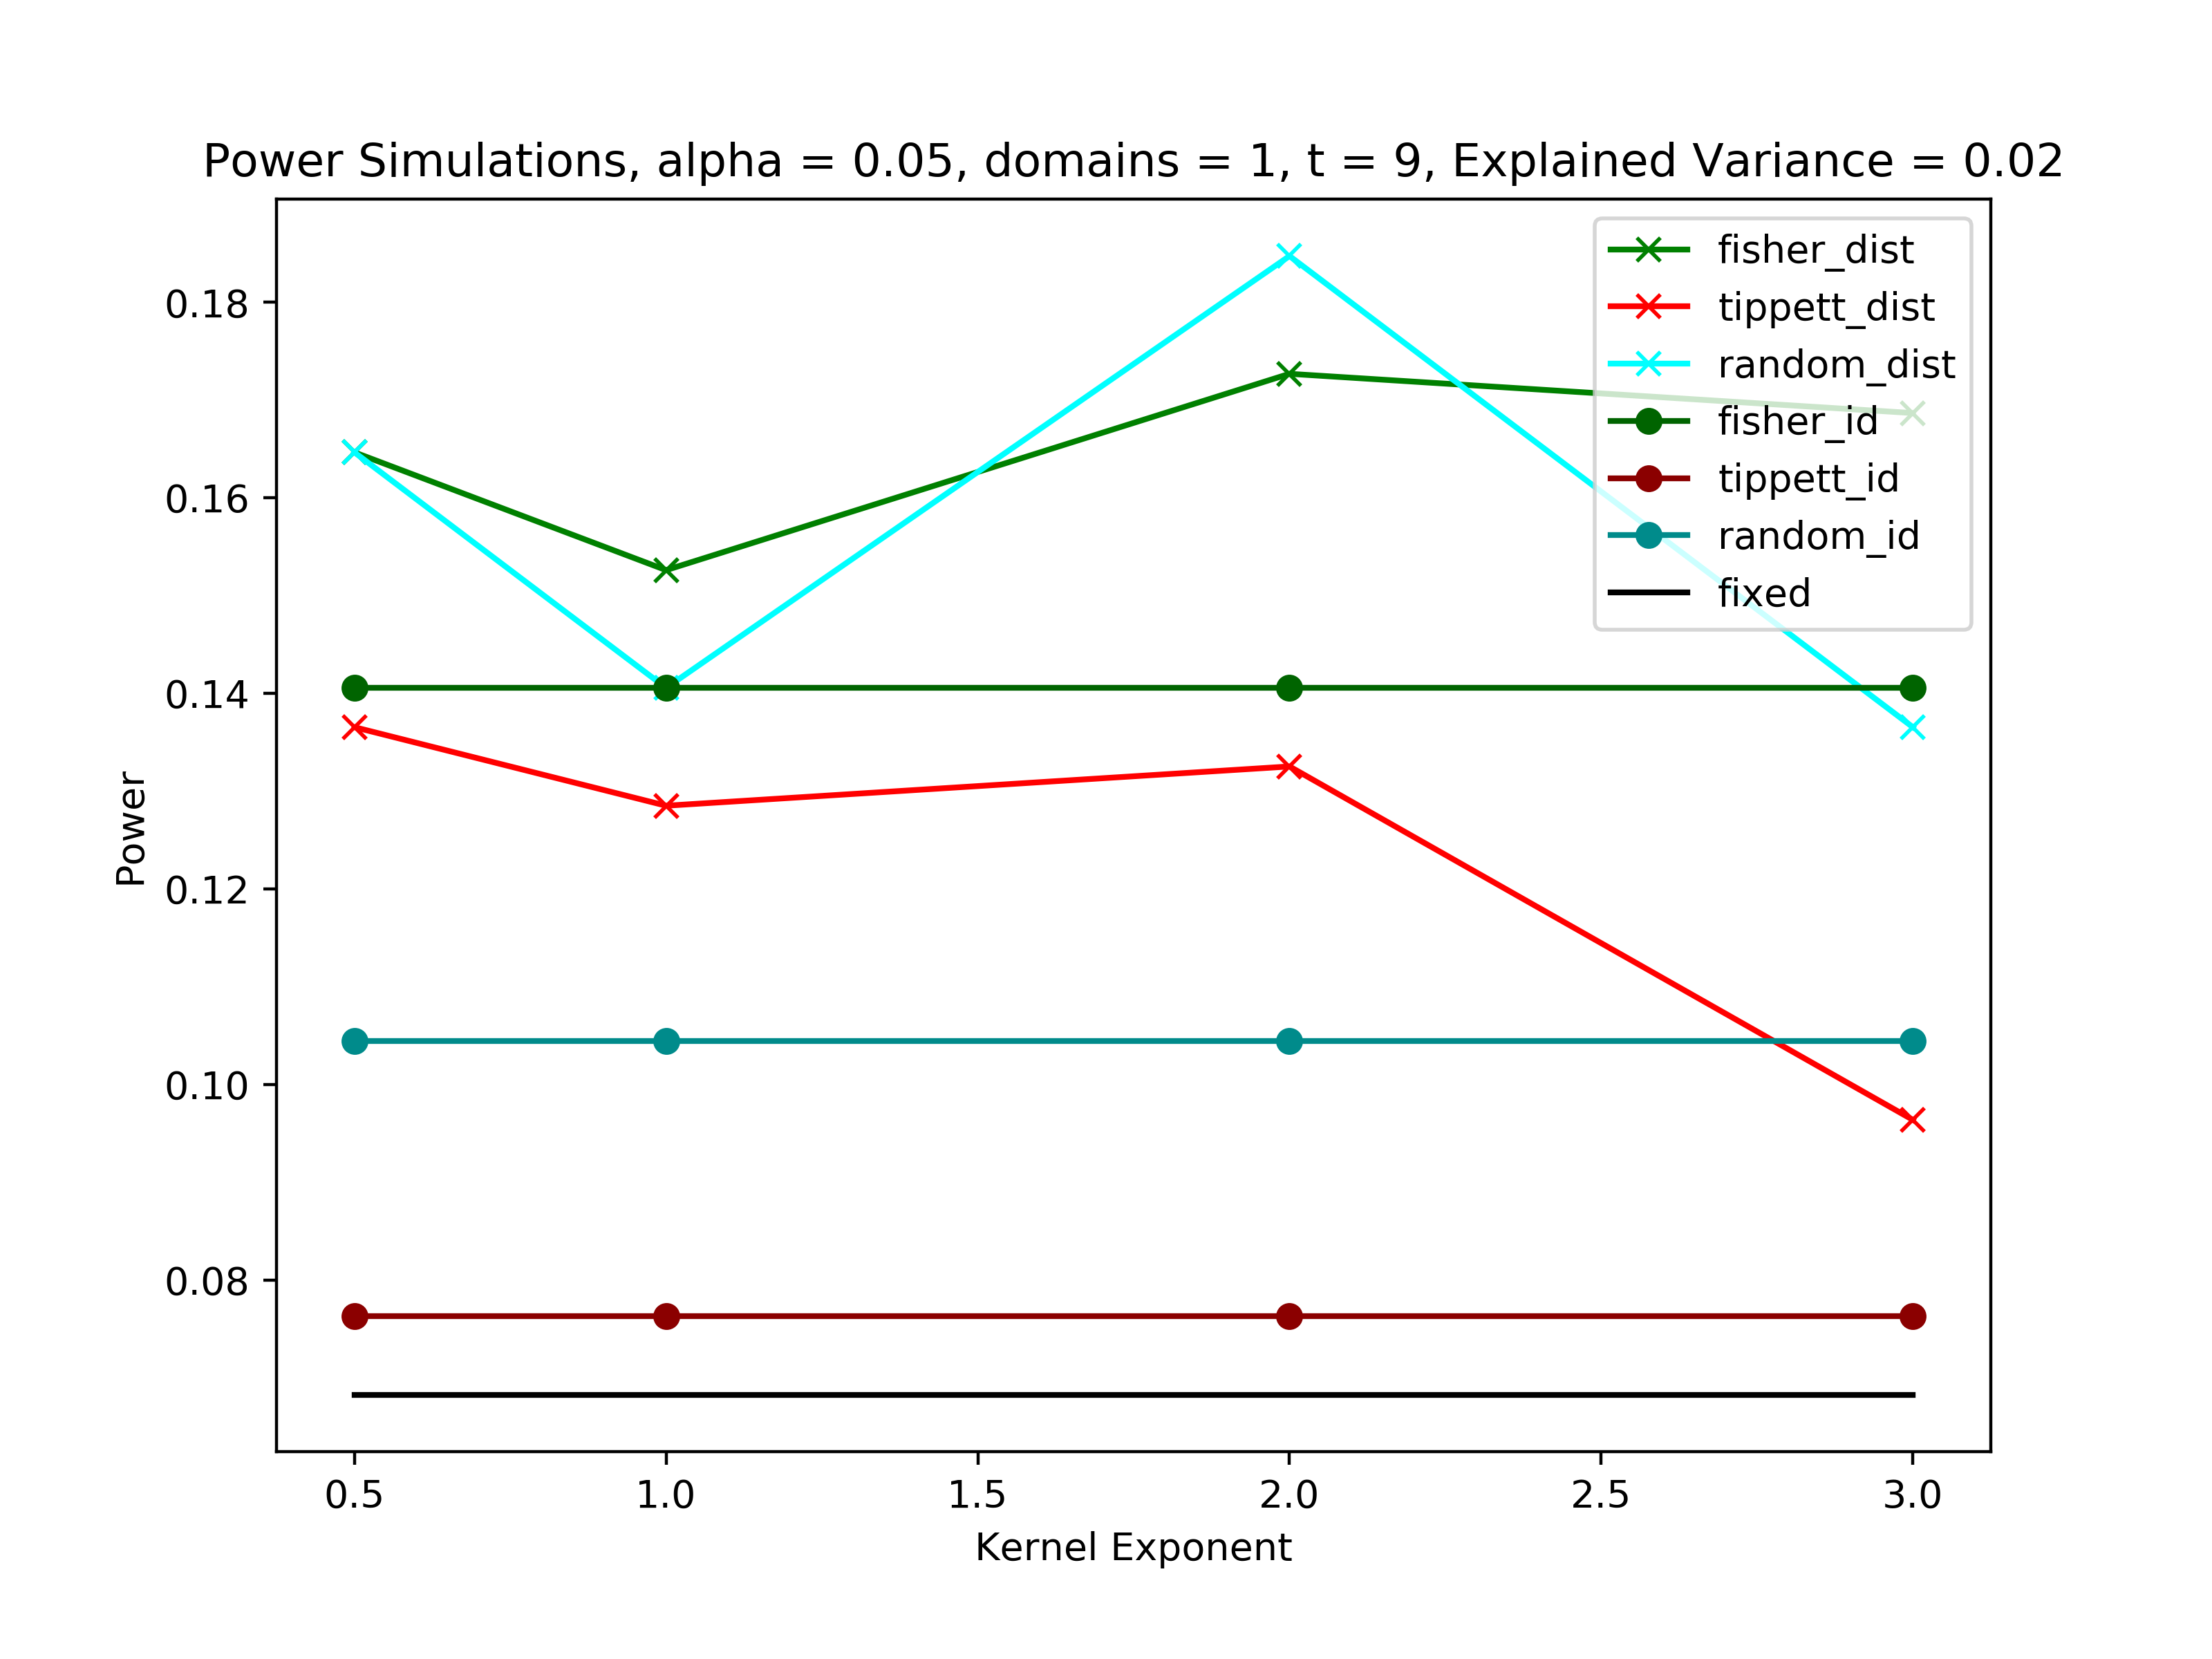 Power Simulations, alpha = 0.05, domains = 1, t = 9, Explained Variance = 0.02
fisher_dist
tippett_dist
random_dist
fisher_id
tippett_id
random_id
fixed
0.18
0.16
0.14
0.12
0.10
0.08
Power
0.5 1.0 1.5 2.0 2.5 3.0
Kernel Exponent